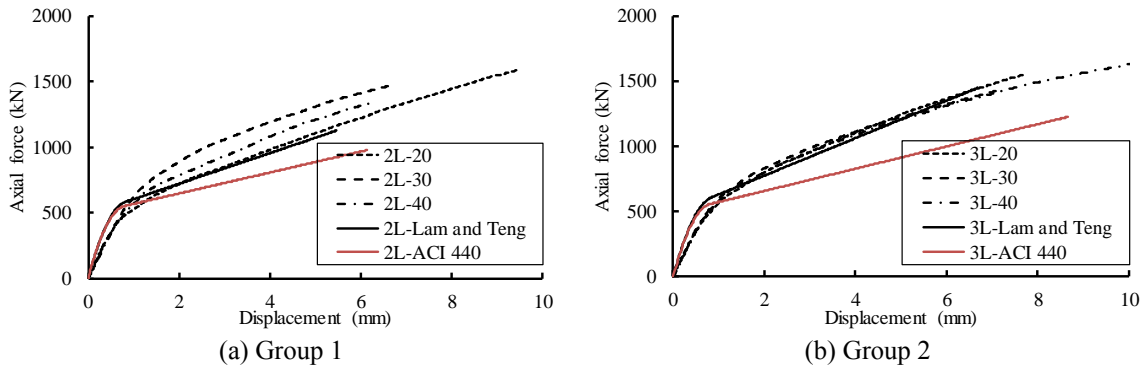 2000
1500
1000
500
0
Axial force (kN)
0
2
4
6
8
10
Displacement (mm)
2L-20
2L-30
2L-40
2L-Lam and Teng
2L-ACI 440
(a) Group 1
2000
1500
1000
500
0
Axial force (kN)
0
2
4
6
8
10
Displacement (mm)
3L-20
3L-30
3L-40
3L-Lam and Teng
3L-ACI 440
(b) Group 2